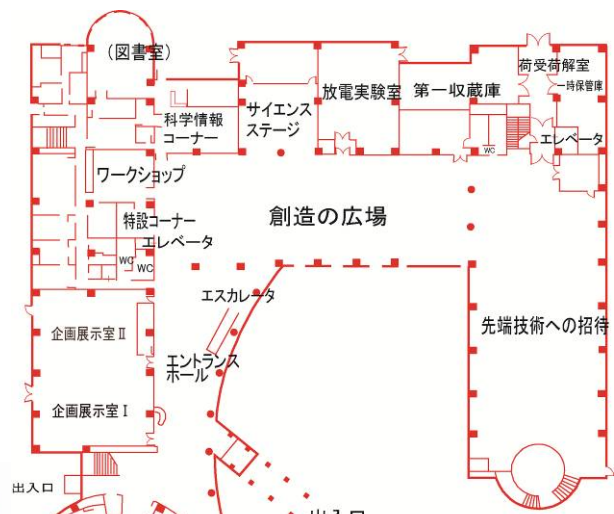 (図書室)
科学情報
コーナー
サイエンス
ステージ
放電実験室
第一収蔵庫
荷受荷解室
一時保管庫
エレベータ
WC
ワークショップ
特設コーナー
エレベータ
WC
WC
創造の広場
エスカレータ
先端技術への招待
企画展示室Ⅱ
エントランス
ホール
企画展示室Ⅰ
出入口
出入口